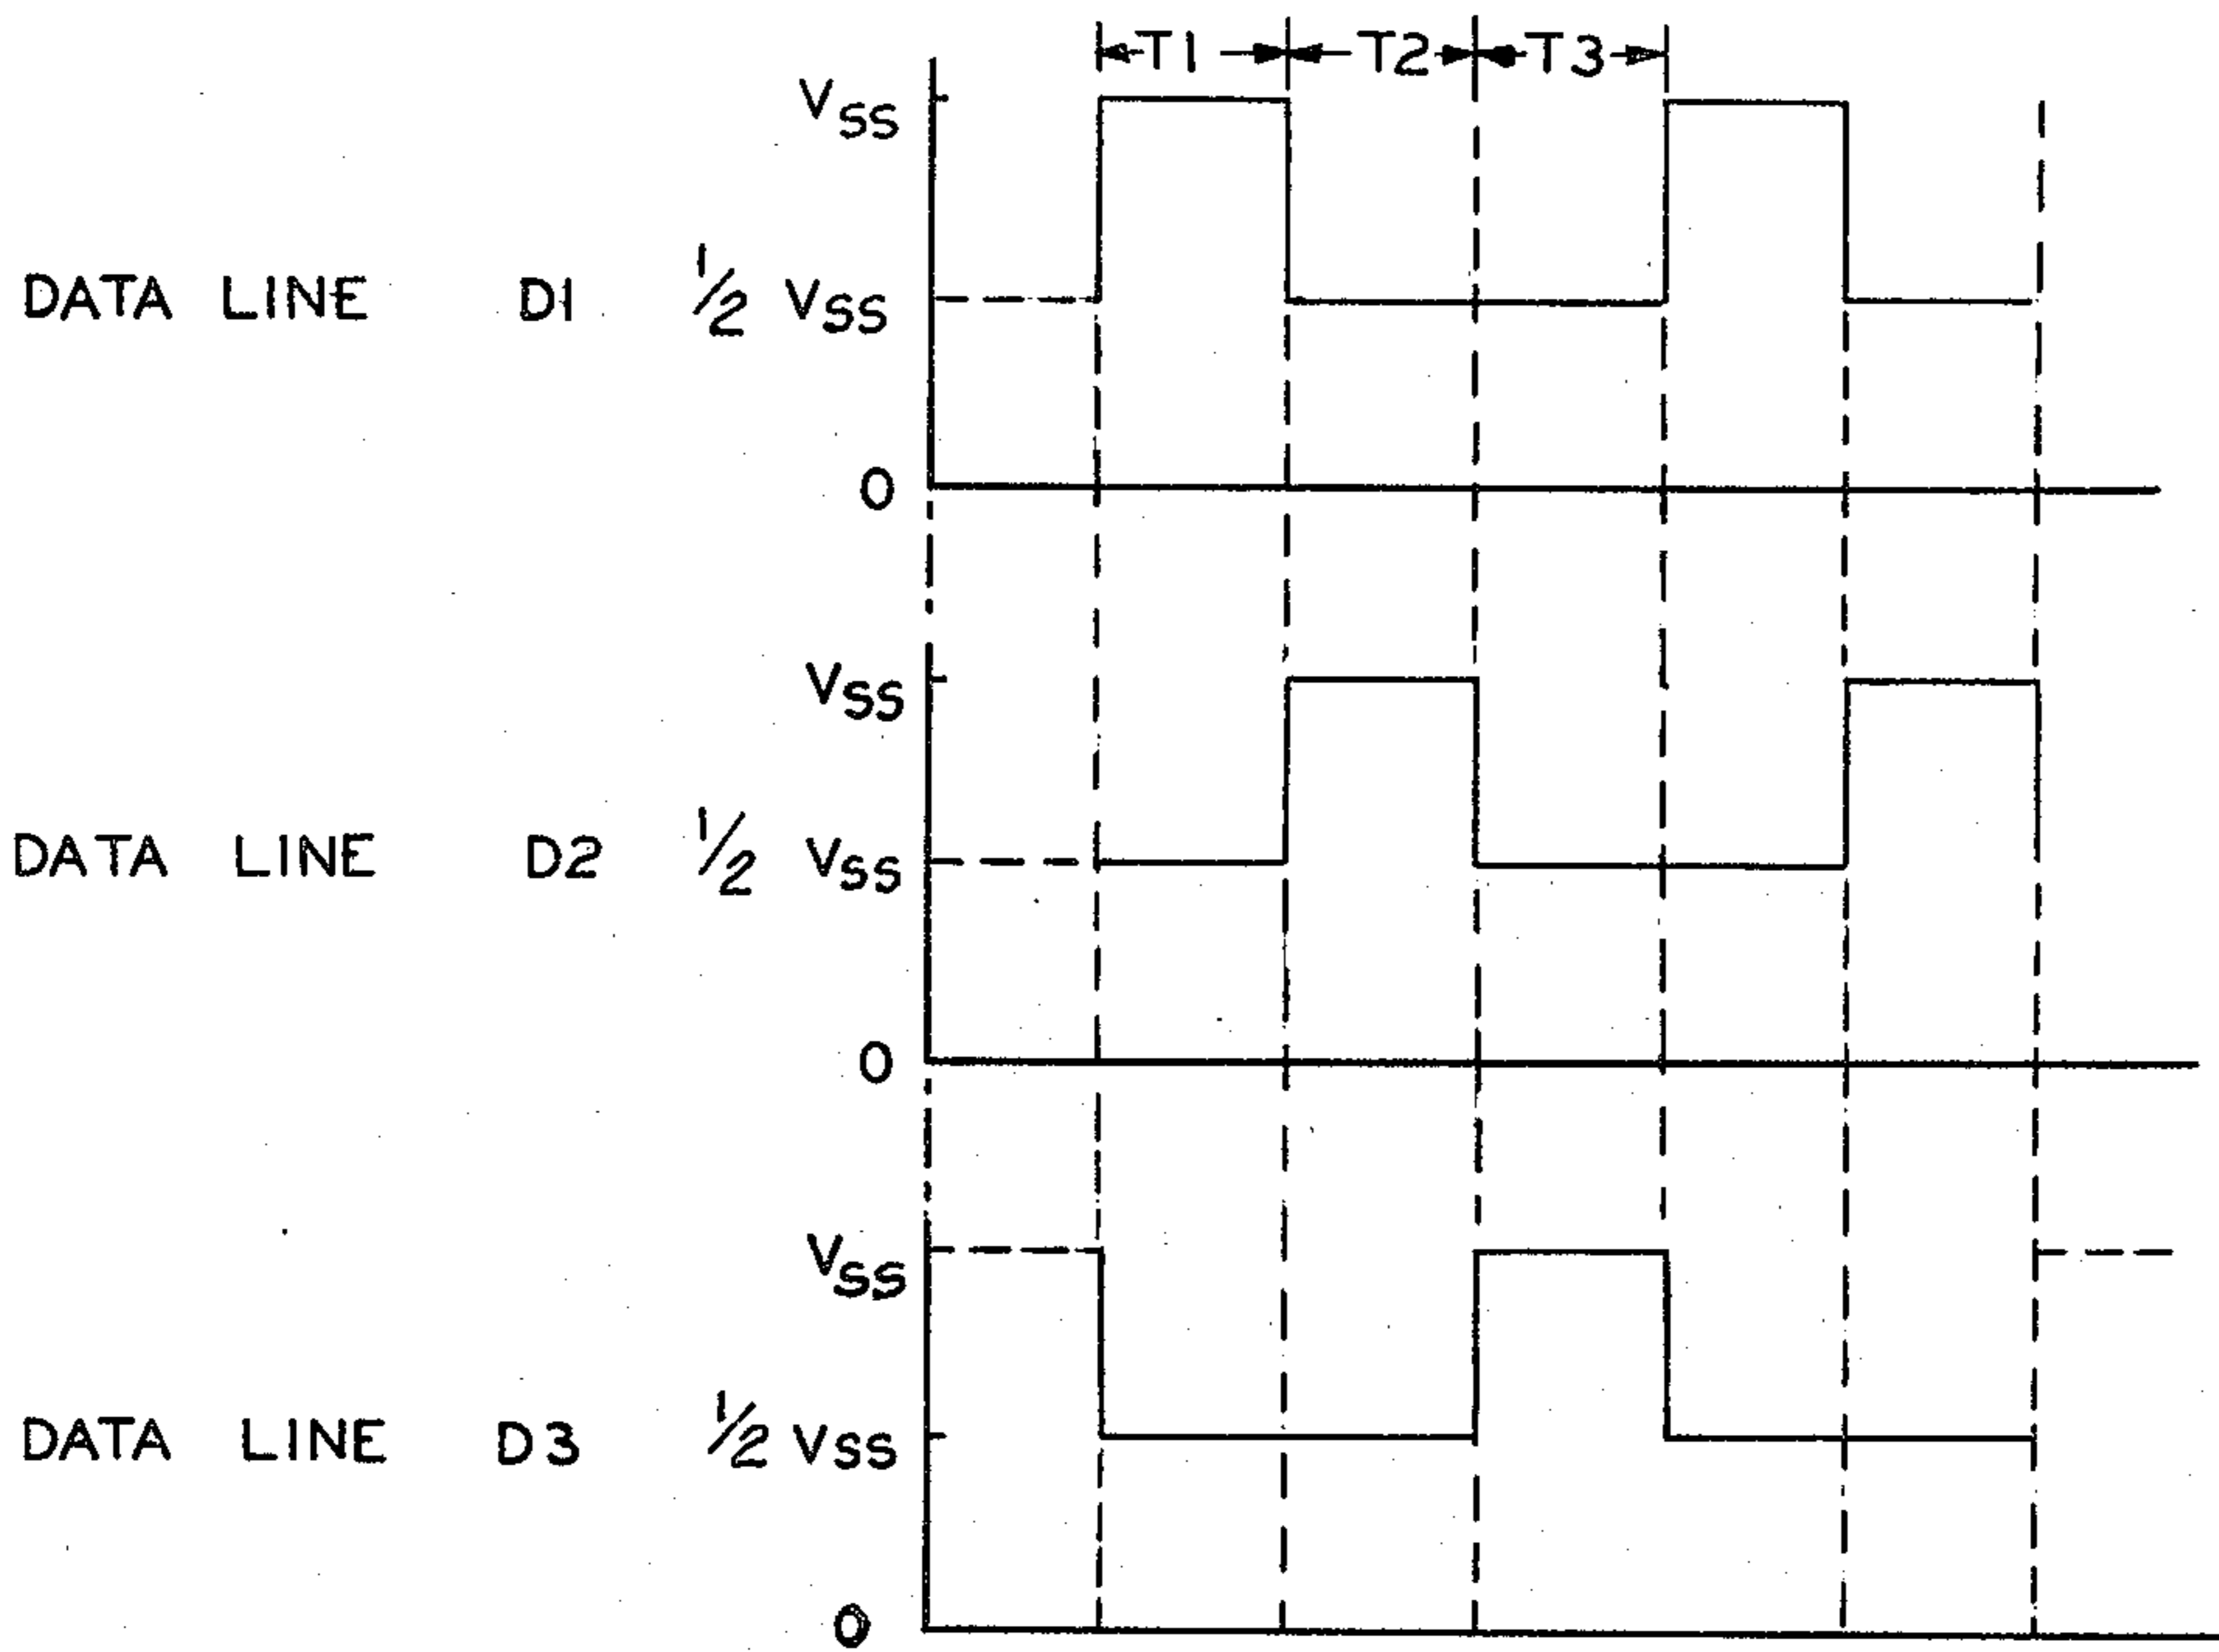 T1 T2 T3
VSS
DATA LINE D1 1/2 VSS
0
VSS
DATA LINE D2 1/2 VSS
0
VSS
DATA LINE D3 1/2 VSS
0